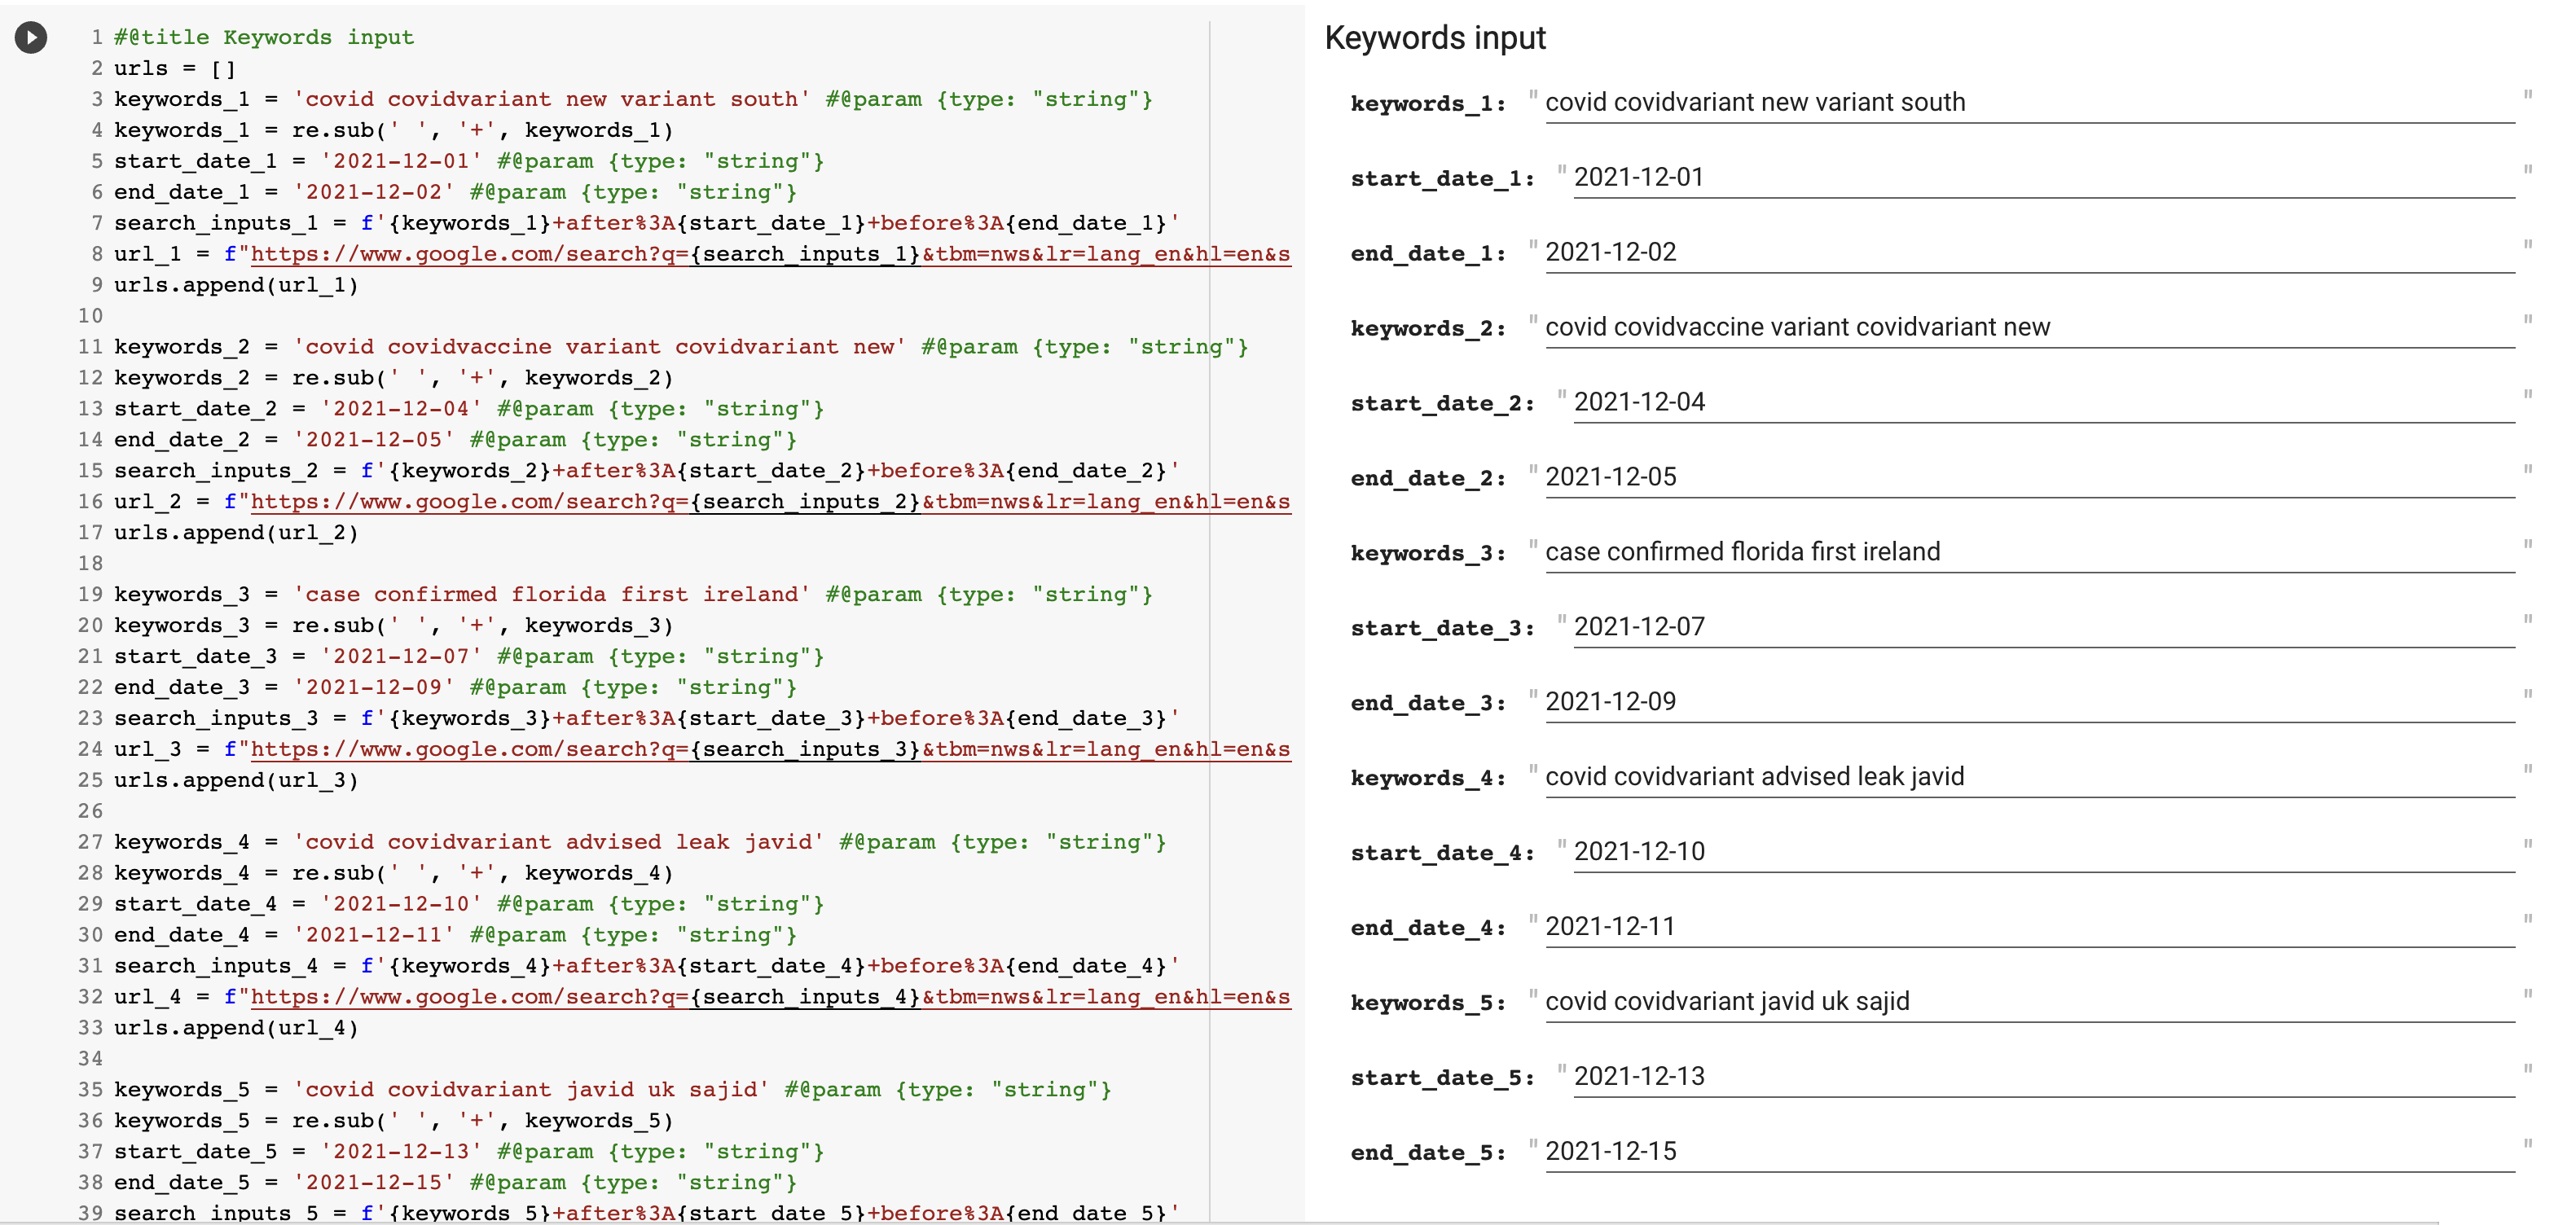 1 #@title Keywords input
2 urls = []
3 keywords_1 = 'covid covidvariant new variant south' #@param {type: "string"}
4 keywords_1 = re.sub(' ', '+', keywords_1)
5 start_date_1 = '2021-12-01' #@param {type: "string"}
6 end_date_1 = '2021-12-02' #@param {type: "string"}
7 search_inputs_1 = f'{keywords_1}+after%3A{start_date_1}+before%3A{end_date_1}'
8 url_1 = f"https://www.google.com/search?q={search_inputs_1}&tbm=nws&lr=lang_en&hl=en&s
9 urls.append(url_1)
10
11 keywords_2 = 'covid covidvaccine variant covidvariant new' #@param {type: "string"}
12 keywords_2 = re.sub(' ', '+', keywords_2)
13 start_date_2 = '2021-12-04' #@param {type: "string"}
14 end_date_2 = '2021-12-05' #@param {type: "string"}
15 search_inputs_2 = f'{keywords_2}+after%3A{start_date_2}+before%3A{end_date_2}'
16 url_2 = f"https://www.google.com/search?q={search_inputs_2}&tbm=nws&lr=lang_en&hl=en&s
17 urls.append(url_2)
18
19 keywords_3 = 'case confirmed florida first ireland' #@param {type: "string"}
20 keywords_3 = re.sub(' ', '+', keywords_3)
21 start_date_3 = '2021-12-07' #@param {type: "string"}
22 end_date_3 = '2021-12-09' #@param {type: "string"}
23 search_inputs_3 = f'{keywords_3}+after%3A{start_date_3}+before%3A{end_date_3}'
24 url_3 = f"https://www.google.com/search?q={search_inputs_3}&tbm=nws&lr=lang_en&hl=en&s
25 urls.append(url_3)
26
27 keywords_4 = 'covid covidvariant advised leak javid' #@param {type: "string"}
28 keywords_4 = re.sub(' ', '+', keywords_4)
29 start_date_4 = '2021-12-10' #@param {type: "string"}
30 end_date_4 = '2021-12-11' #@param {type: "string"}
31 search_inputs_4 = f'{keywords_4}+after%3A{start_date_4}+before%3A{end_date_4}'
32 url_4 = f"https://www.google.com/search?q={search_inputs_4}&tbm=nws&lr=lang_en&hl=en&s
33 urls.append(url_4)
34
35 keywords_5 = 'covid covidvariant javid uk sajid' #@param {type: "string"}
36 keywords_5 = re.sub(' ', '+', keywords_5)
37 start_date_5 = '2021-12-13' #@param {type: "string"}
38 end_date_5 = '2021-12-15' #@param {type: "string"}
39 search_inputs_5 = f'{keywords_5}+after%3A{start_date_5}+before%3A{end_date_5}'
Keywords input
keywords_1: "covid covidvariant new variant south"
start_date_1: "2021-12-01"
end_date_1: "2021-12-02"
keywords_2: "covid covidvaccine variant covidvariant new"
start_date_2: "2021-12-04"
end_date_2: "2021-12-05"
keywords_3: "case confirmed florida first ireland"
start_date_3: "2021-12-07"
end_date_3: "2021-12-09"
keywords_4: "covid covidvariant advised leak javid"
start_date_4: "2021-12-10"
end_date_4: "2021-12-11"
keywords_5: "covid covidvariant javid uk sajid"
start_date_5: "2021-12-13"
end_date_5: "2021-12-15"